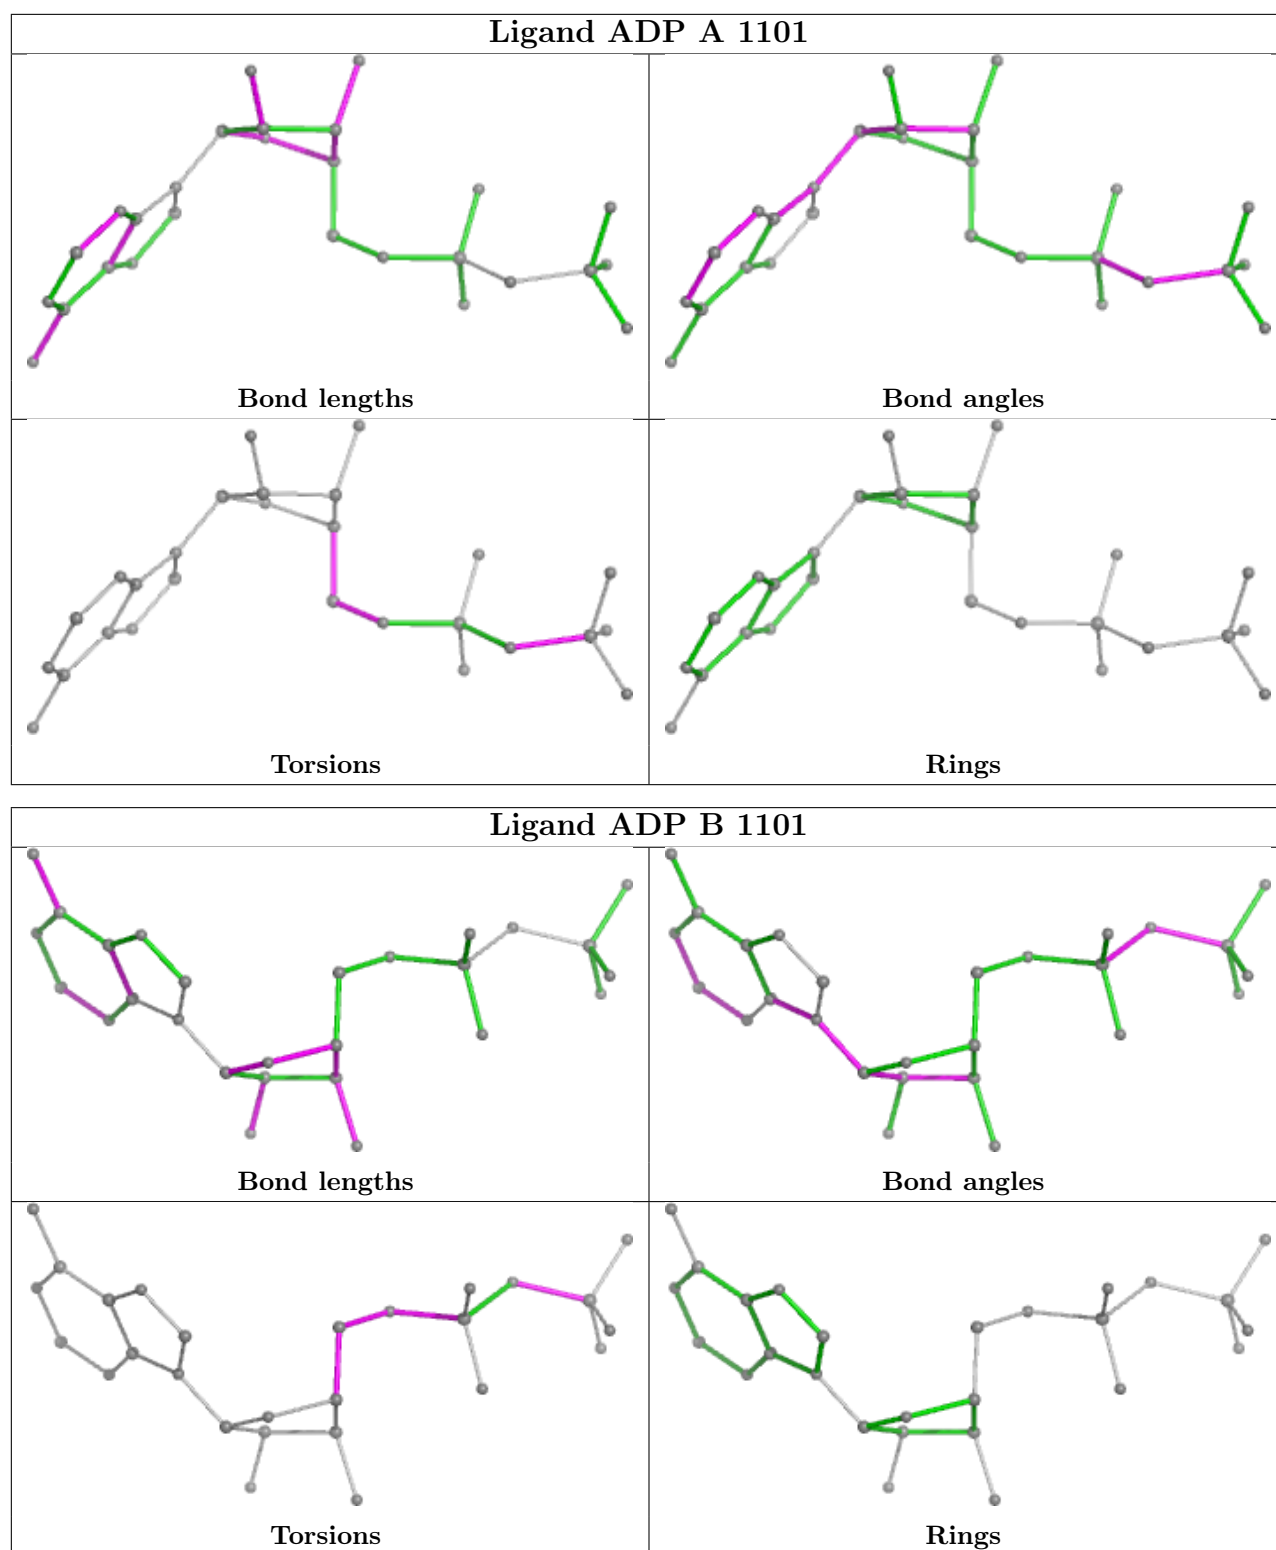 Ligand ADP A 1101
Bond lengths
Bond angles
Torsions
Rings
Ligand ADP B 1101
Bond lengths
Bond angles
Torsions
Rings